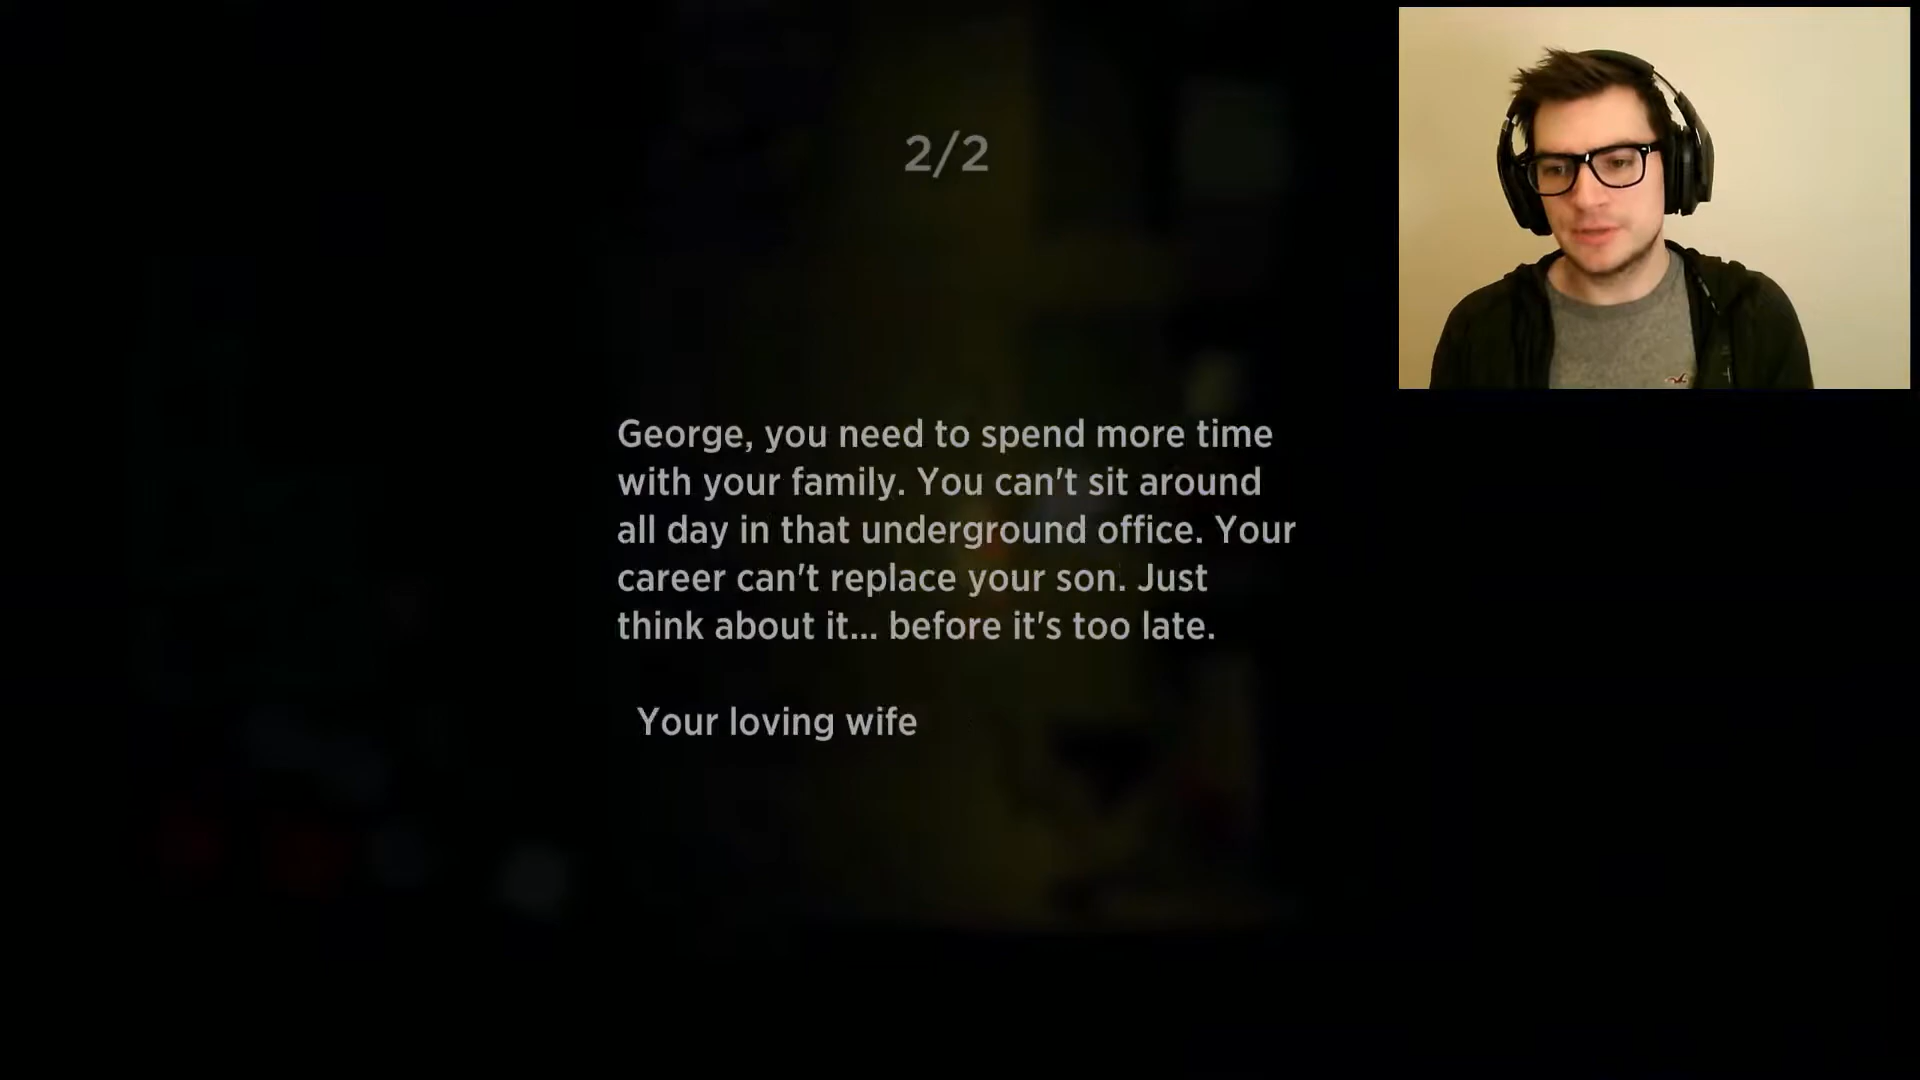 2/2
George, you need to spend more time
with your family. You can't sit around
all day in that underground office. Your
career can't replace your son. Just
think about it... before it's too late.
Your loving wife